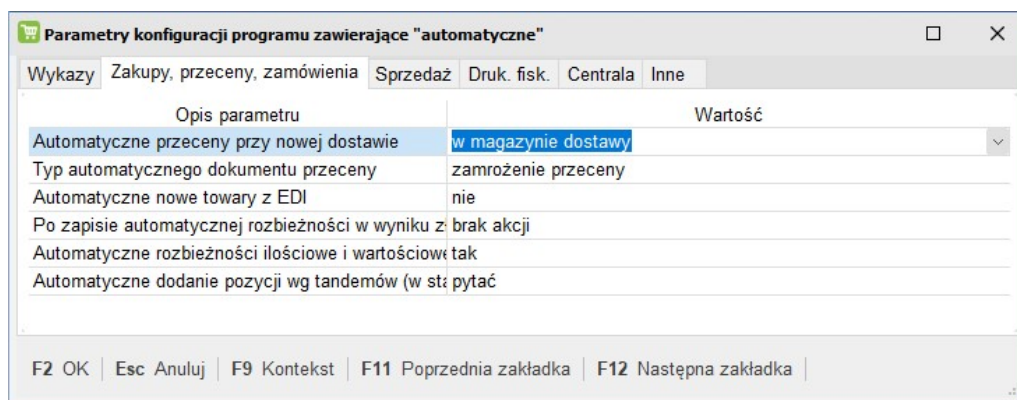 Parametry konfiguracji programu zawierające "automatyczne"
Wykazy Zakupy, przeceny, zamówienia Sprzedaż Druk. fisk. Centrala Inne
Opis parametru Wartość
Automatyczne przeceny przy nowej dostawie w magazynie dostawy
Typ automatycznego dokumentu przeceny zamrożenie przeceny
Automatyczne nowe towary z EDI nie
Po zapisie automatycznej rozbieżności w wyniku z brak akcji
Automatyczne rozbieżności ilościowe i wartościowe tak
Automatyczne dodanie pozycji wg tandemów (w sta pytać
F2 OK Esc Anuluj F9 Kontekst F11 Poprzednia zakładka F12 Następna zakładka